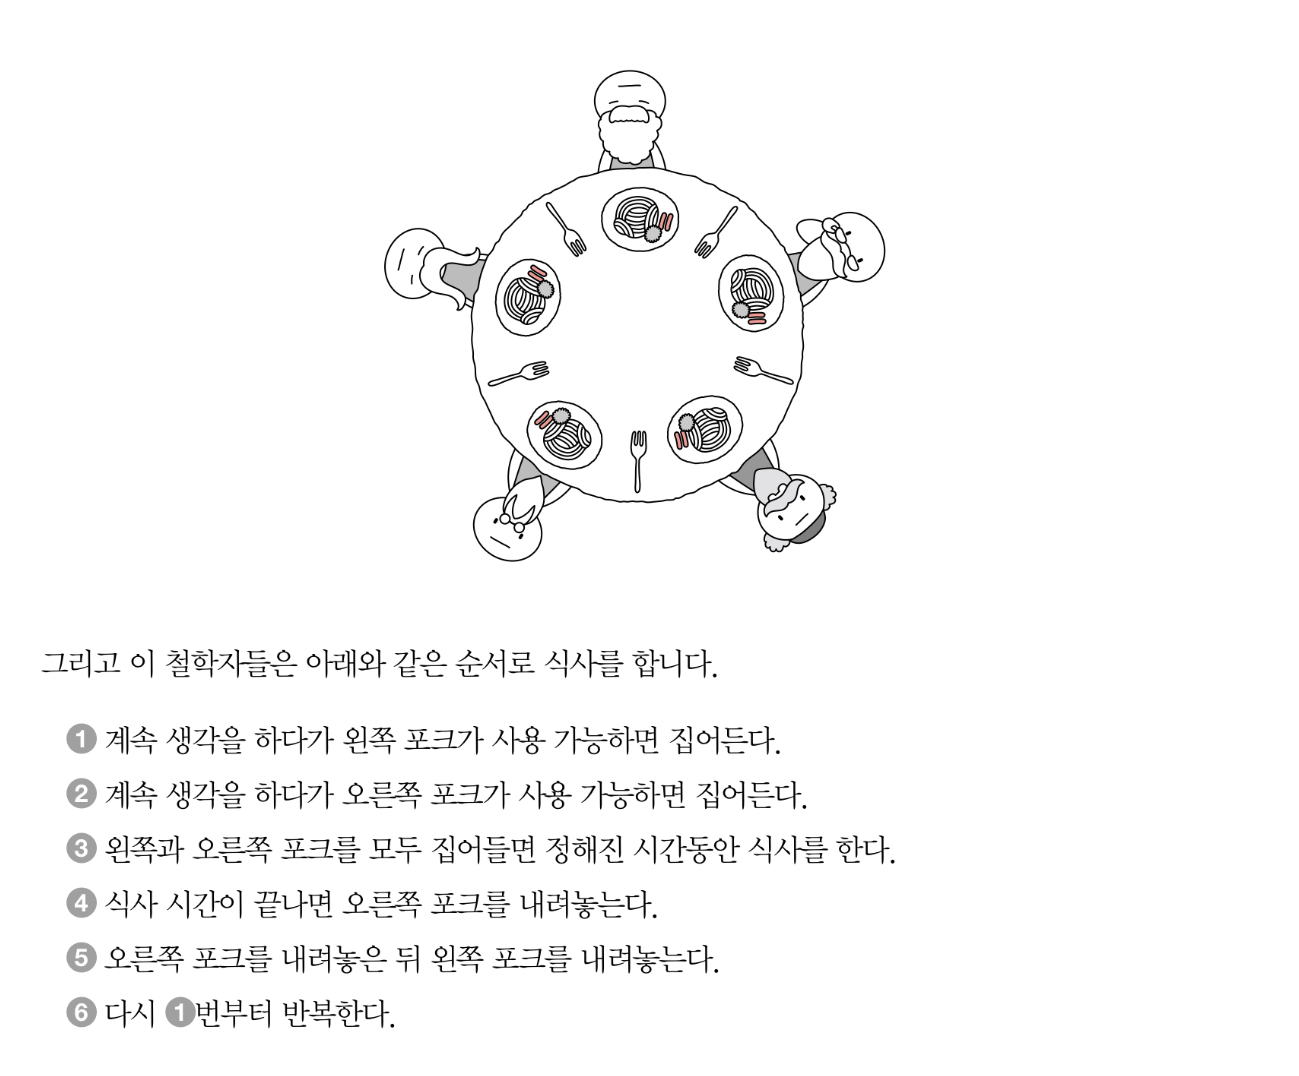 그리고 이 철학자들은 아래와 같은 순서로 식사를 합니다.
1 계속 생각을 하다가 왼쪽 포크가 사용 가능하면 집어든다.
2 계속 생각을 하다가 오른쪽 포크가 사용 가능하면 집어든다.
3 왼쪽과 오른쪽 포크를 모두 집어들면 정해진 시간동안 식사를 한다.
4 식사 시간이 끝나면 오른쪽 포크를 내려놓는다.
5 오른쪽 포크를 내려놓은 뒤 왼쪽 포크를 내려놓는다.
6 다시 1번부터 반복한다.